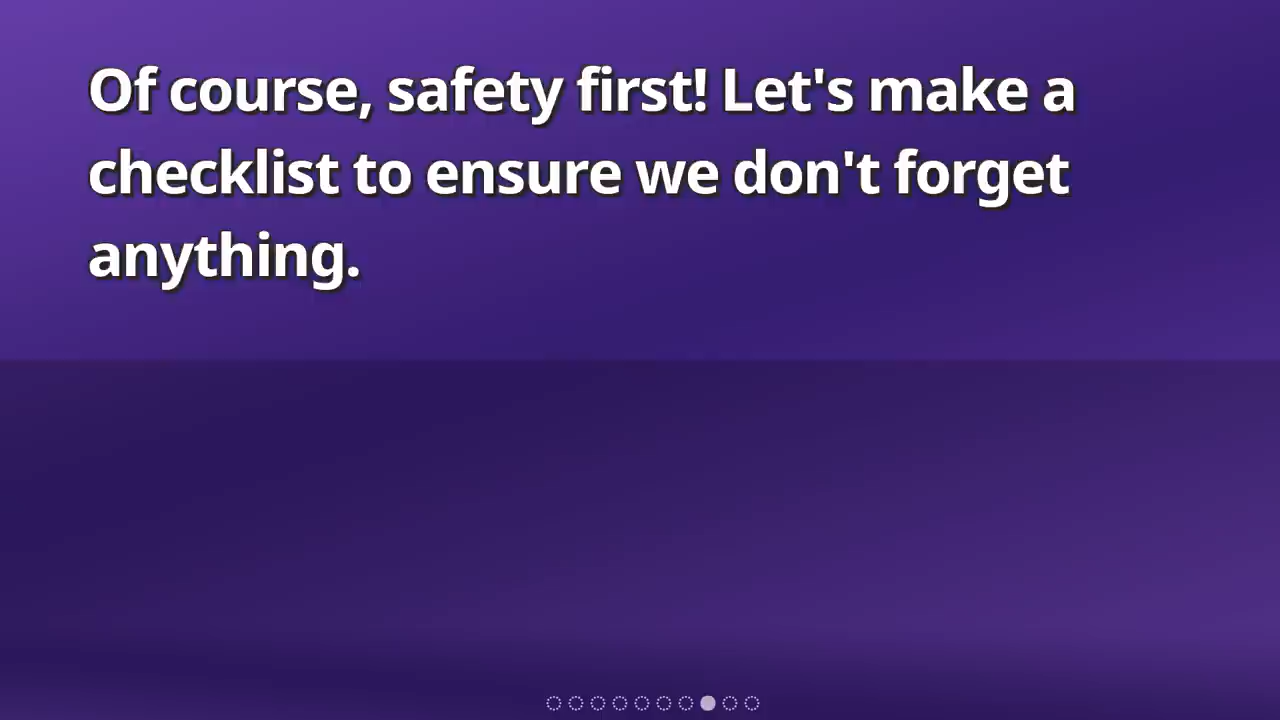 Of course, safety first! Let's make a
checklist to ensure we don't forget
anything.